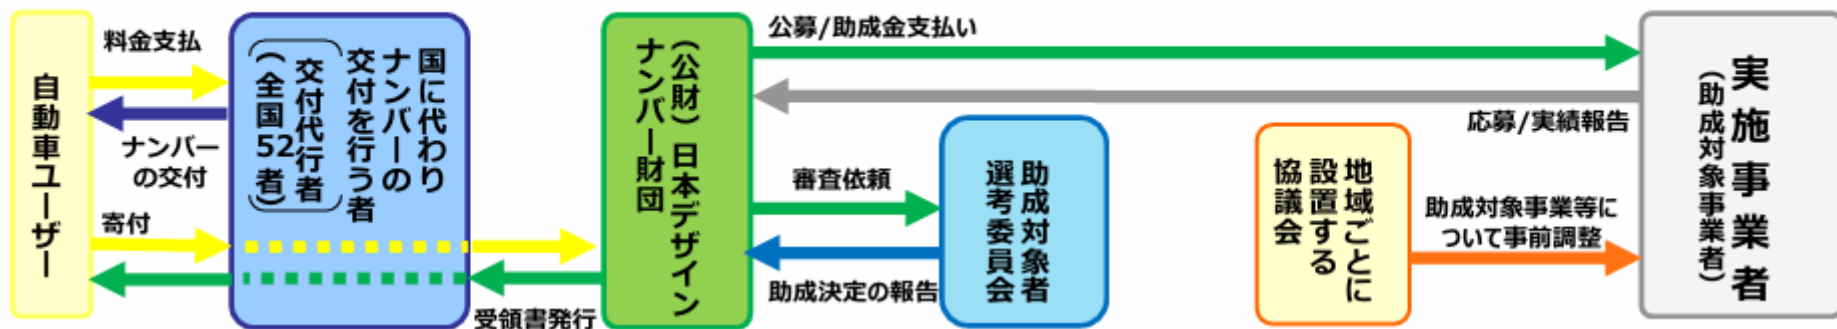 自動車ユーザー
料金支払
ナンバー
の交付
寄付
国に代わり
ナンバーの
交付を行う者
(交付代行者
(全国52者))
受領書発行
(公財)日本デザイン
ナンバー財団
公募/助成金支払い
応募/実績報告
審査依頼
助成決定の報告
助成対象者
選考委員会
地域ごとに
設置する
協議会
助成対象事業等に
ついて事前調整
実施事業者
(助成対象事業者)